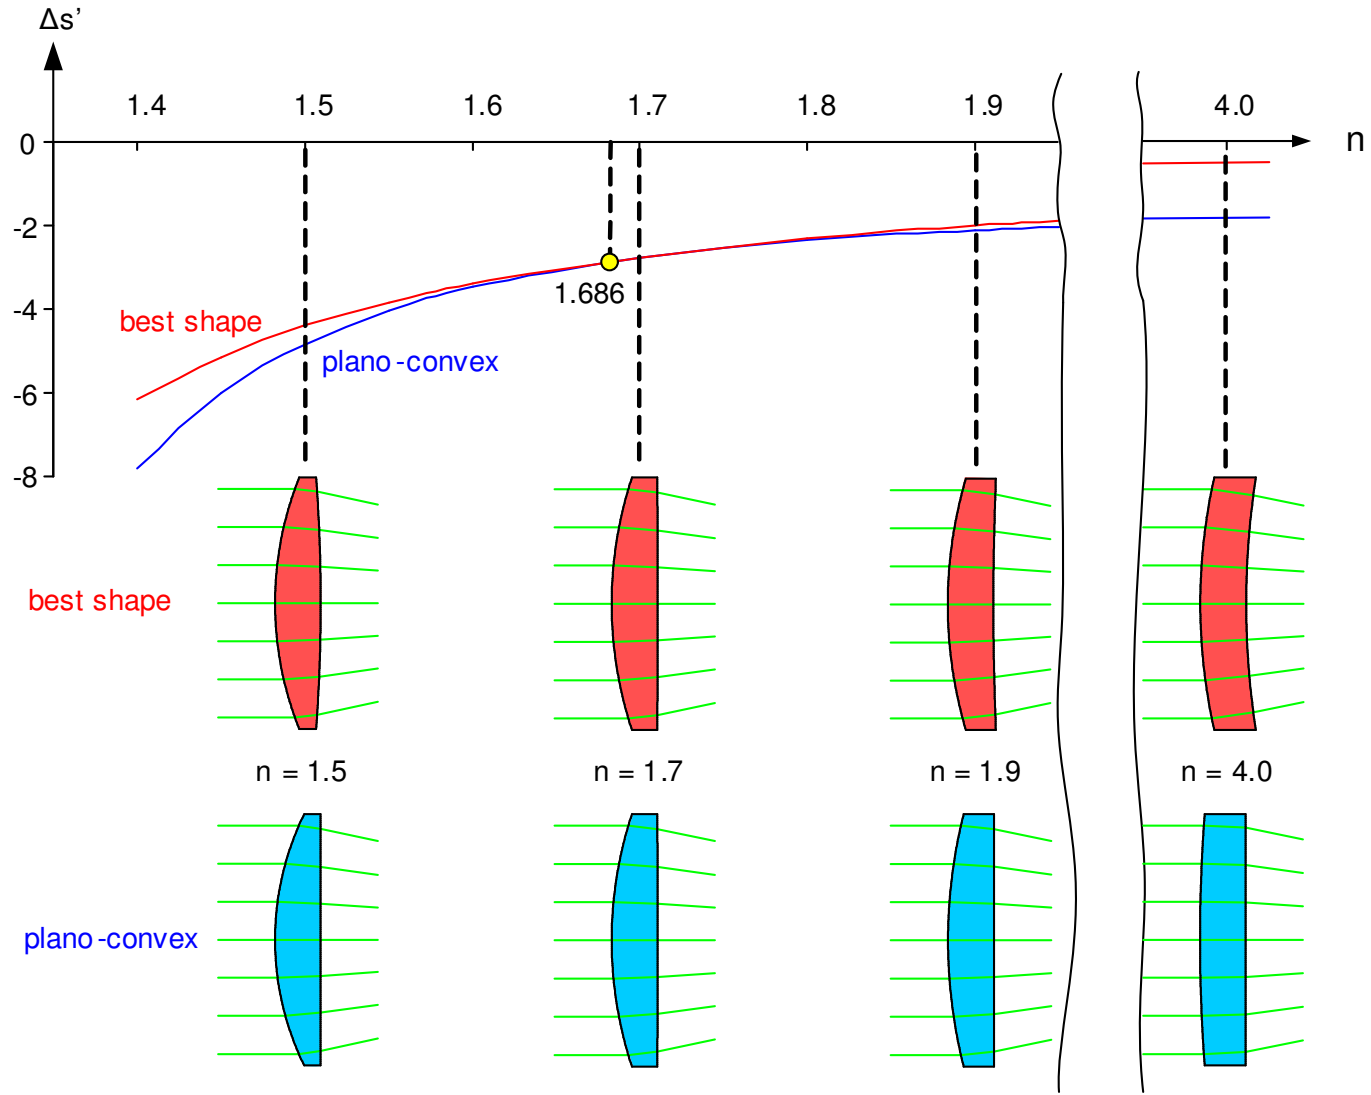 Δs’
1.4 1.5 1.6 1.7 1.8 1.9 4.0
0
n
-2
1.686
-4
best shape
plano-convex
-6
-8
best shape
n = 1.5 n = 1.7 n = 1.9 n = 4.0
plano-convex